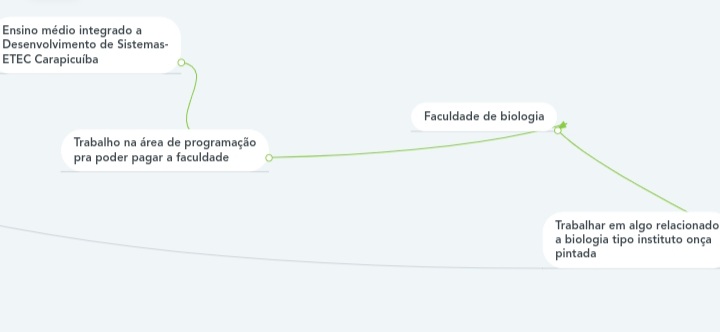 Ensino médio integrado a
Desenvolvimento de Sistemas-
ETEC Carapicuíba
Trabalho na área de programação
pra poder pagar a faculdade
Faculdade de biologia
Trabalhar em algo relacionado
a biologia tipo instituto onça
pintada